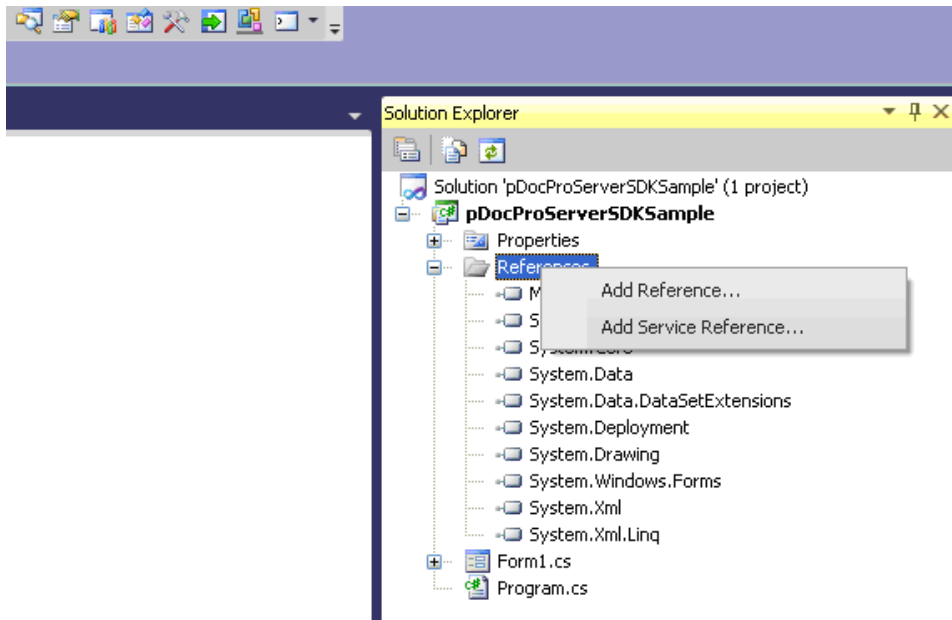 Solution Explorer
Solution 'pDocProServerSDKSample' (1 project)
pDocProServerSDKSample
Properties
References
Add Reference...
Add Service Reference...
System.Data
System.Data.DataSetExtensions
System.Deployment
System.Drawing
System.Windows.Forms
System.Xml
System.Xml.Linq
Form1.cs
Program.cs